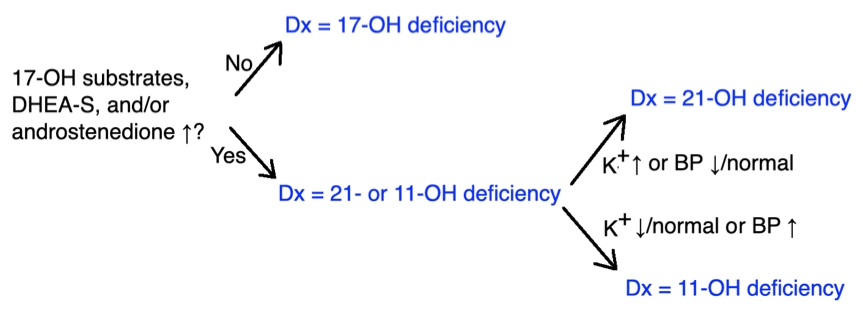 Dx = 17-OH deficiency
No
17-OH substrates,
DHEA-S, and/or
androstenedione ↑?
Yes
Dx = 21- or 11-OH deficiency
Dx = 21-OH deficiency
K+↑ or BP ↓/normal
K+ ↓/normal or BP ↑
Dx = 11-OH deficiency